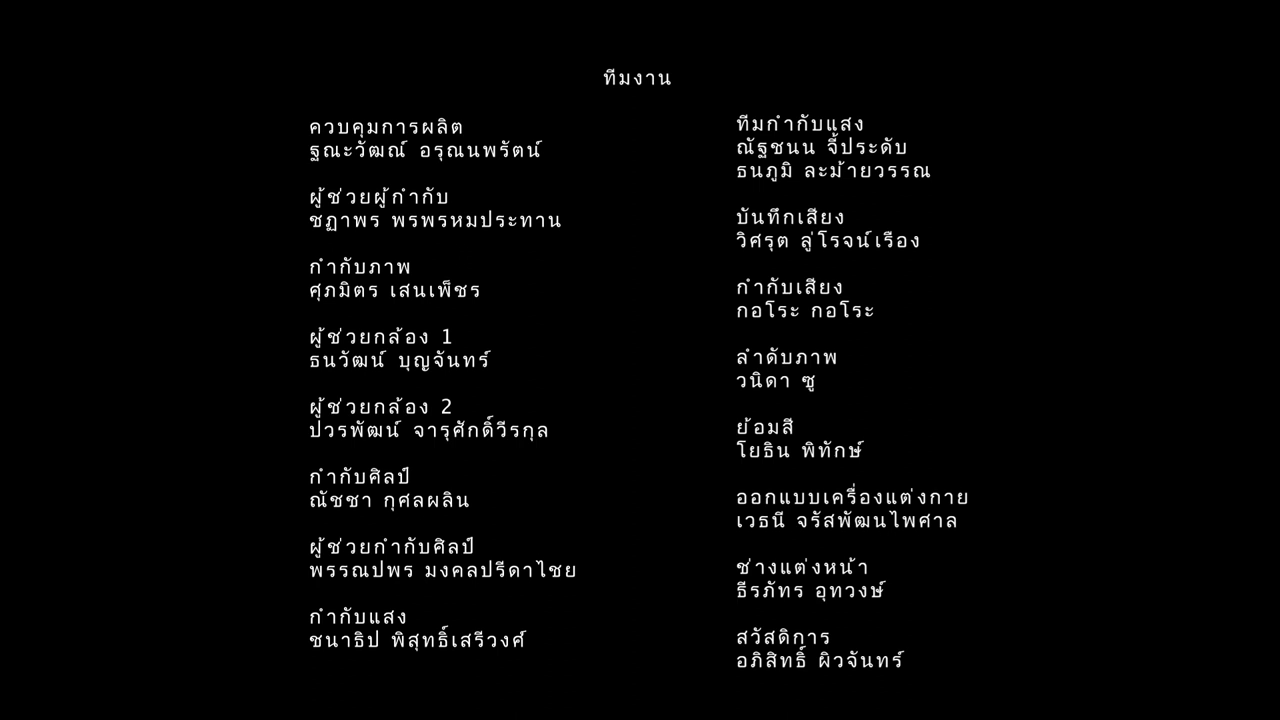 ทีมงาน
ควบคุมการผลิต
ฐณะวัฒณ์ อรุณนพรัตน์
ผู้ช่วยผู้กำกับ
ชฏาพร พรพรหมประทาน
กำกับภาพ
ศุภมิตร เสนเพ็ชร
ผู้ช่วยกล้อง 1
ธนวัฒน์ บุญจันทร์
ผู้ช่วยกล้อง 2
ปวรพัฒน์ จารุศักดิ์วีรกุล
กำกับศิลป์
ณัชชา กุศลผลิน
ผู้ช่วยกำกับศิลป์
พรรณปพร มงคลปรีดาไชย
กำกับแสง
ชนาธิป พิสุทธิ์เสรีวงศ์
ทีมกำกับแสง
ณัฐชนน จี้ประดับ
ธนภูมิ ละม้ายวรรณ
บันทึกเสียง
วิศรุต ลู่โรจน์เรือง
กำกับเสียง
กอโระ กอโระ
ลำดับภาพ
วนิดา ซู
ย้อมสี
โยธิน พิทักษ์
ออกแบบเครื่องแต่งกาย
เวธนี จรัสพัฒนไพศาล
ช่างแต่งหน้า
ธีรภัทร อุทวงษ์
สวัสดิการ
อภิสิทธิ์ ผิวจันทร์